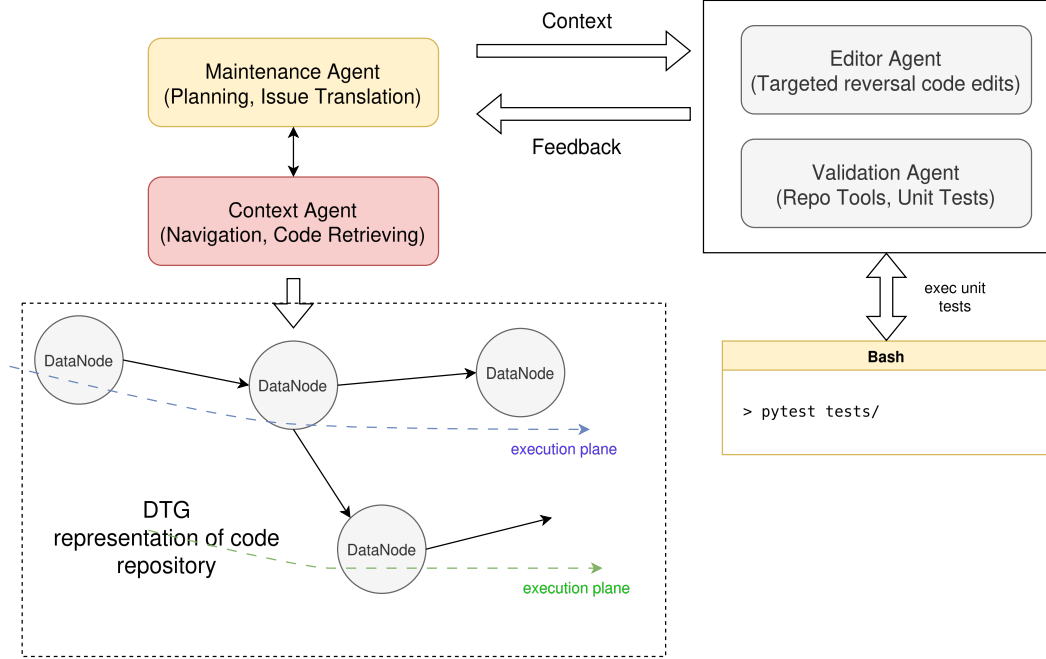 Context
Maintenance Agent
(Planning, Issue Translation)
Editor Agent
(Targeted reversal code edits)
Feedback
Validation Agent
(Repo Tools, Unit Tests)
Context Agent
(Navigation, Code Retrieving)
exec unit
tests
DataNode
DataNode
DataNode
execution plane
Bash
> pytest tests/
DTG
representation of code
repository
DataNode
execution plane